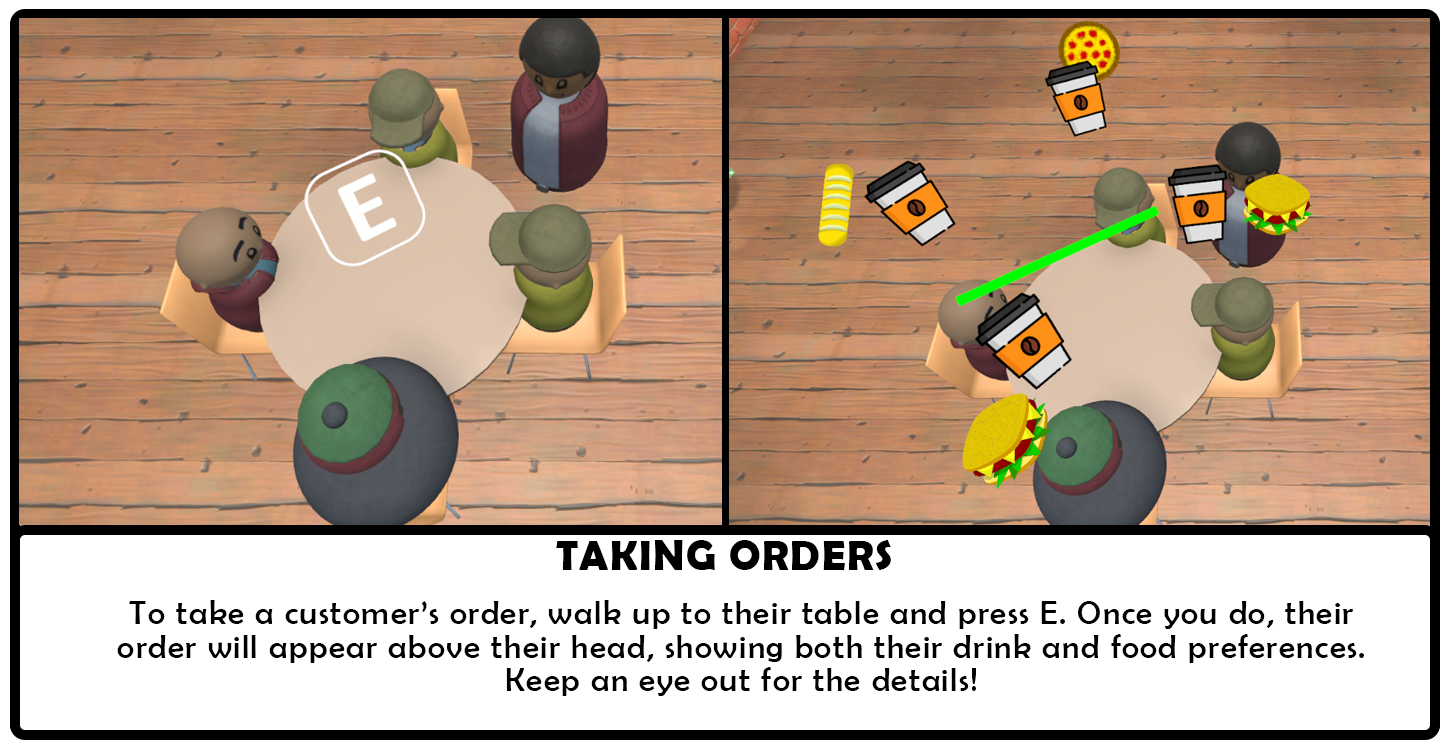 E
TAKING ORDERS
To take a customer's order, walk up to their table and press E. Once you do, their
order will appear above their head, showing both their drink and food preferences.
Keep an eye out for the details!